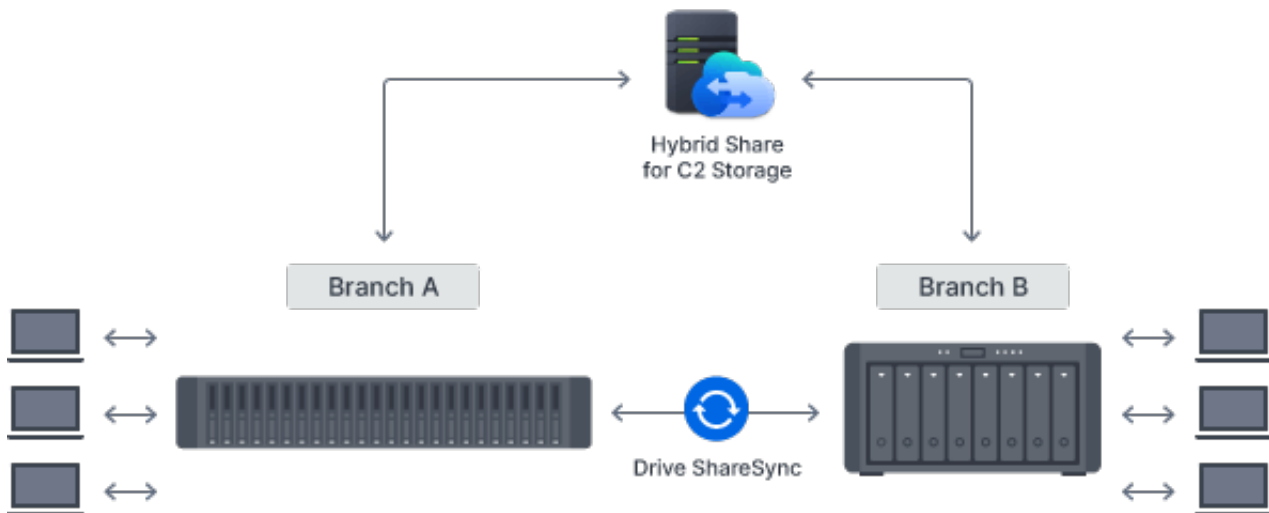 Hybrid Share
for C2 Storage
Branch A
Branch B
Drive ShareSync